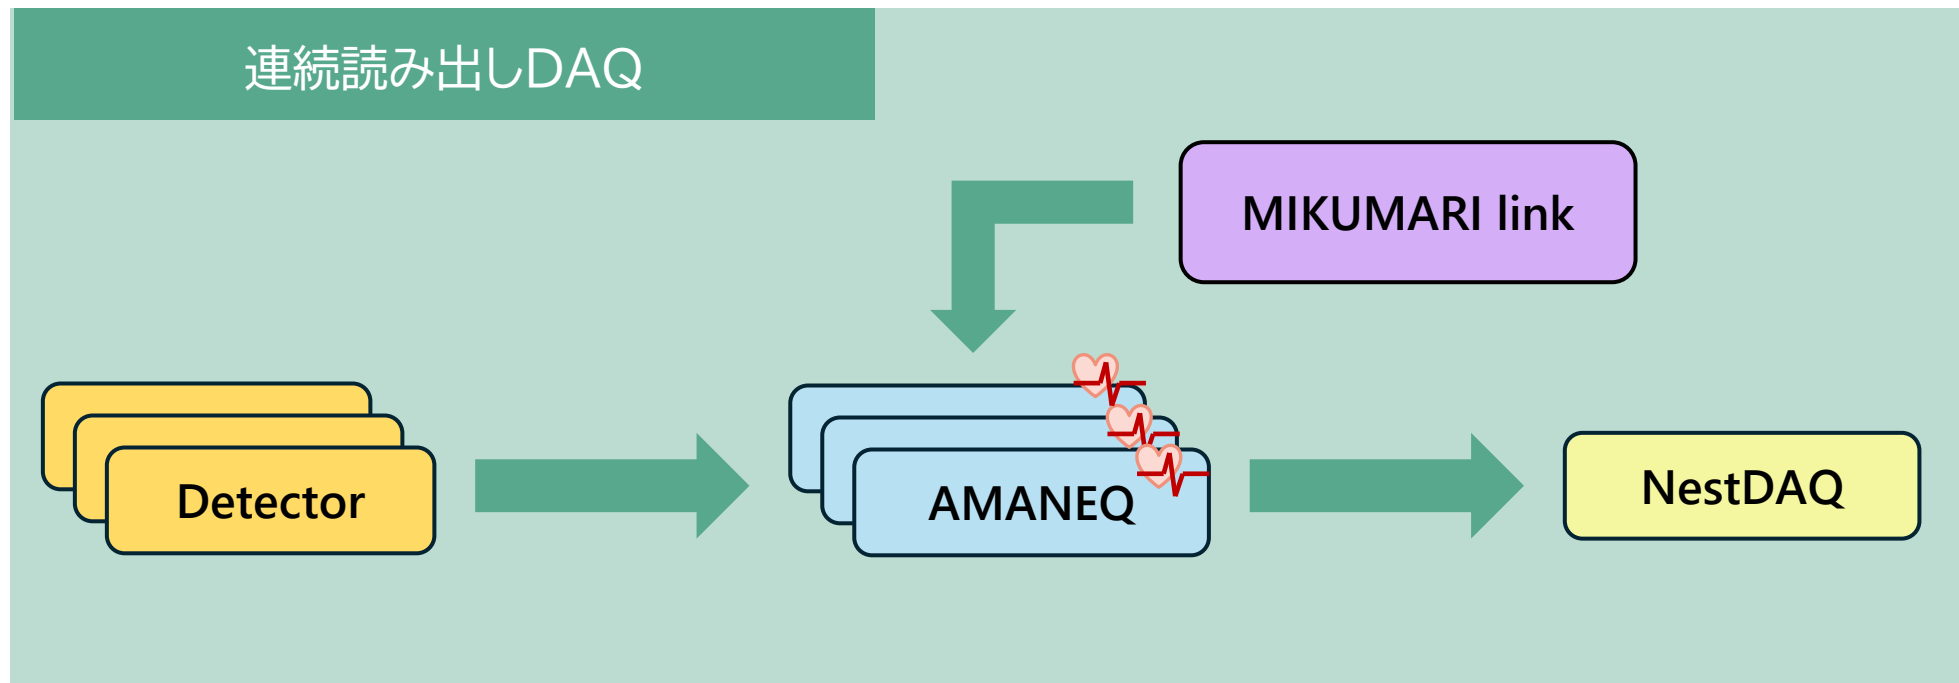 連続読み出しDAQ
MIKUMARI link
Detector
AMANEQ
NestDAQ